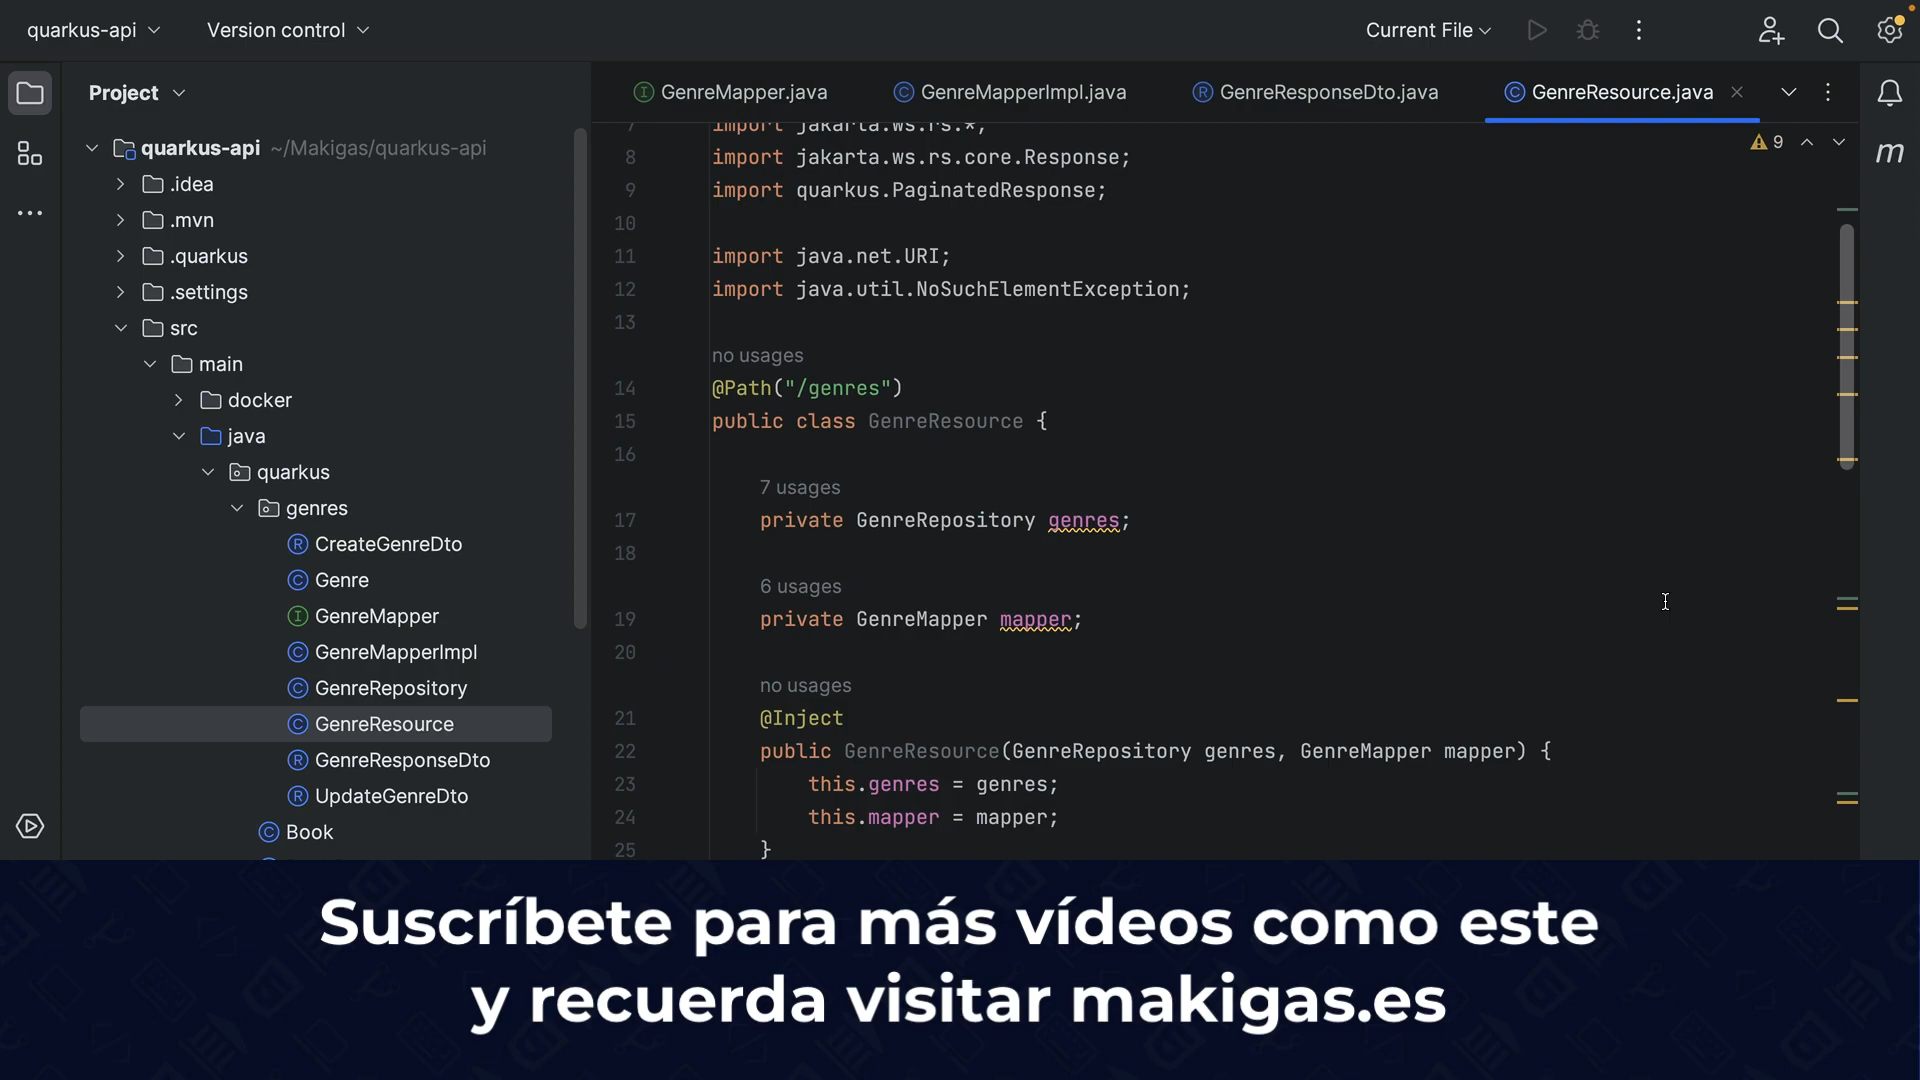 quarkus-api
Version control
Current File
Project
GenreMapper.java
GenreMapperImpl.java
GenreResponseDto.java
GenreResource.java
quarkus-api ~/Makigas/quarkus-api
.idea
.mvn
.quarkus
.settings
src
main
docker
java
quarkus
genres
R CreateGenreDto
C Genre
I GenreMapper
C GenreMapperImpl
C GenreRepository
C GenreResource
R GenreResponseDto
R UpdateGenreDto
C Book
9
m
7 import jakarta.ws.rs.*;
8 import jakarta.ws.rs.core.Response;
9 import quarkus.PaginatedResponse;
10
11 import java.net.URI;
12 import java.util.NoSuchElementException;
13
no usages
14 @Path("/genres")
15 public class GenreResource {
16
7 usages
17 private GenreRepository genres;
18
6 usages
19 private GenreMapper mapper;
20
no usages
21 @Inject
22 public GenreResource(GenreRepository genres, GenreMapper mapper) {
23 this.genres = genres;
24 this.mapper = mapper;
25 }
Suscríbete para más vídeos como este
y recuerda visitar makigas.es